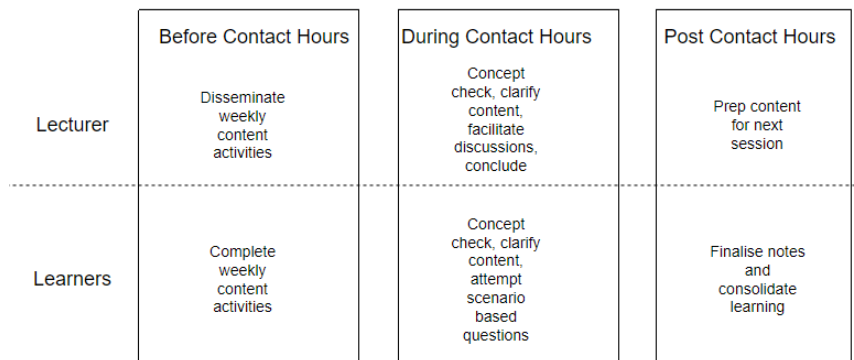 Before Contact Hours
During Contact Hours
Post Contact Hours
Lecturer
Disseminate
weekly
content
activities
Concept
check, clarify
content,
facilitate
discussions,
conclude
Prep content
for next
session
Learners
Complete
weekly
content
activities
Concept
check, clarify
content,
attempt
scenario
based
questions
Finalise notes
and
consolidate
learning